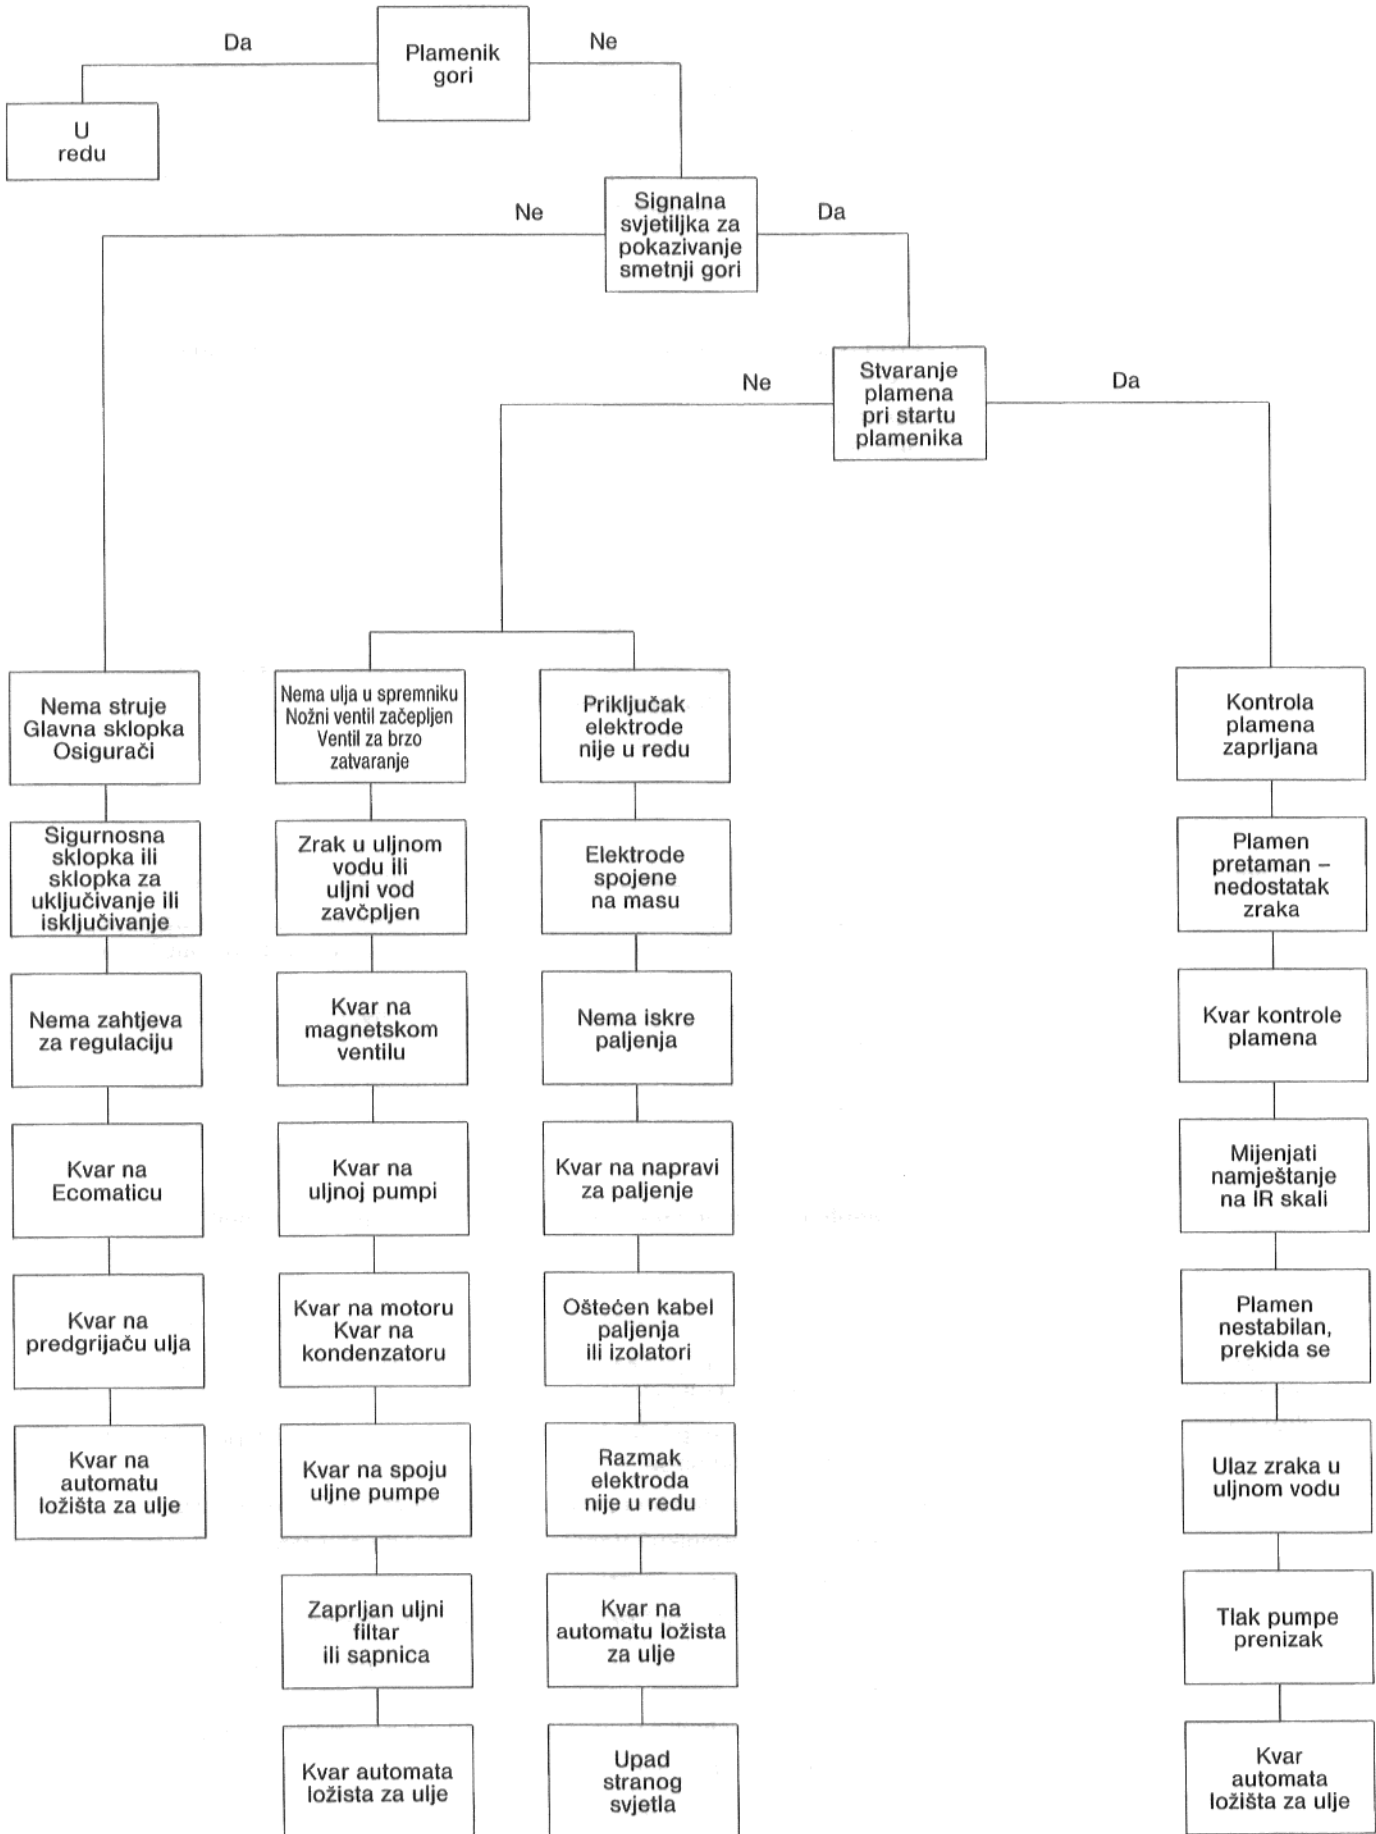 Da
Plamenik
gori
Ne
U
redu
Ne
Signalna
svjetiljka za
pokazivanje
smetnji gori
Da
Ne
Stvaranje
plamena
pri startu
plamenika
Da
Nema struje
Glavna sklopka
Osigurači
Sigurnosna
sklopka ili
sklopka za
uključivanje ili
isključivanje
Nema zahtjeva
za regulaciju
Kvar na
Ecomaticu
Kvar na
predgrijaču ulja
Kvar na
automatu
ložišta za ulje
Nema ulja u spremniku
Nožni ventil začepljen
Ventil za brzo
zatvaranje
Zrak u uljnom
vodu ili
uljni vod
zavčpljen
Kvar na
magnetskom
ventilu
Kvar na
uljnoj pumpi
Kvar na motoru
Kvar na
kondenzatoru
Kvar na spoju
uljne pumpe
Zaprljan uljni
filtar
ili sapnica
Kvar automata
ložista za ulje
Priključak
elektrode
nije u redu
Elektrode
spojene
na masu
Nema iskre
paljenja
Kvar na napravi
za paljenje
Oštećen kabel
paljenja
ili izolatori
Razmak
elektroda
nije u redu
Kvar na
automatu ložista
za ulje
Upad
stranog
svjetla
Kontrola
plamena
zaprljana
Plamen
pretaman –
nedostatak
zraka
Kvar kontrole
plamena
Mijenjati
namještanje
na IR skali
Plamen
nestabilan,
prekida se
Ulaz zraka u
uljnom vodu
Tlak pumpe
prenizak
Kvar
automata
ložišta za ulje